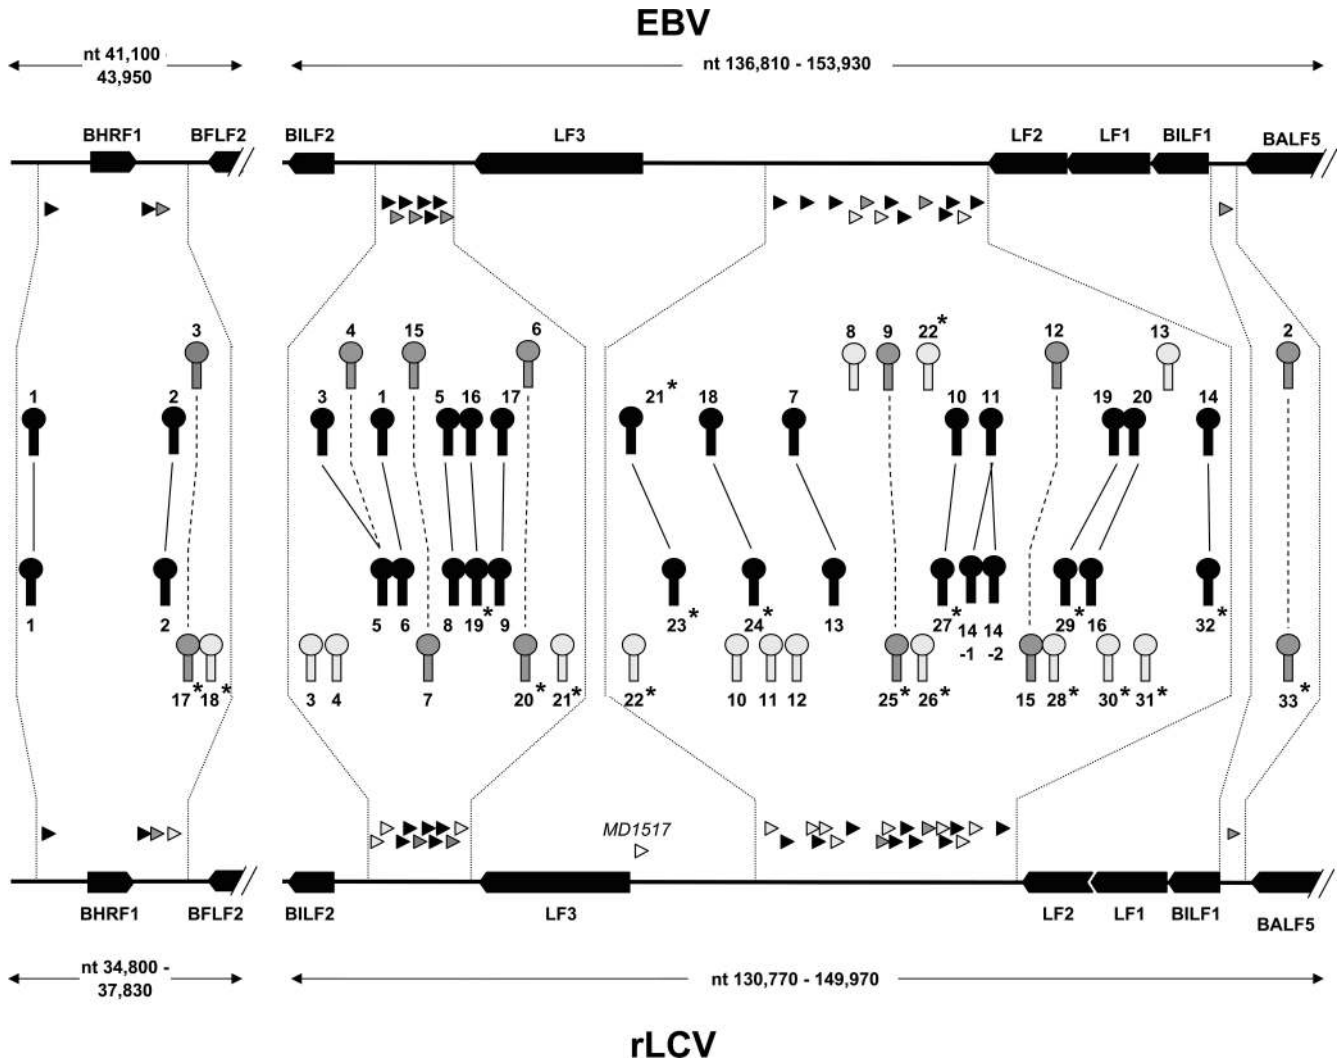 EBV
nt 41,100 -
43,950
nt 136,810 - 153,930
BHRF1
BFLF2
BILF2
LF3
LF2
LF1
BILF1
BALF5
3
4
15
6
8
9
22*
12
13
2
1
2
3
1
5
16
17
21*
18
7
10
11
19
20
14
1
2
5
6
8
19*
9
23*
24*
13
27*
14
-1
14
-2
29*
16
32*
17*
18*
3
4
7
20*
21*
22*
10
11
12
25*
26*
15
28*
30*
31*
33*
MD1517
BHRF1
BFLF2
BILF2
LF3
LF2
LF1
BILF1
BALF5
nt 34,800 -
37,830
nt 130,770 - 149,970
rLCV